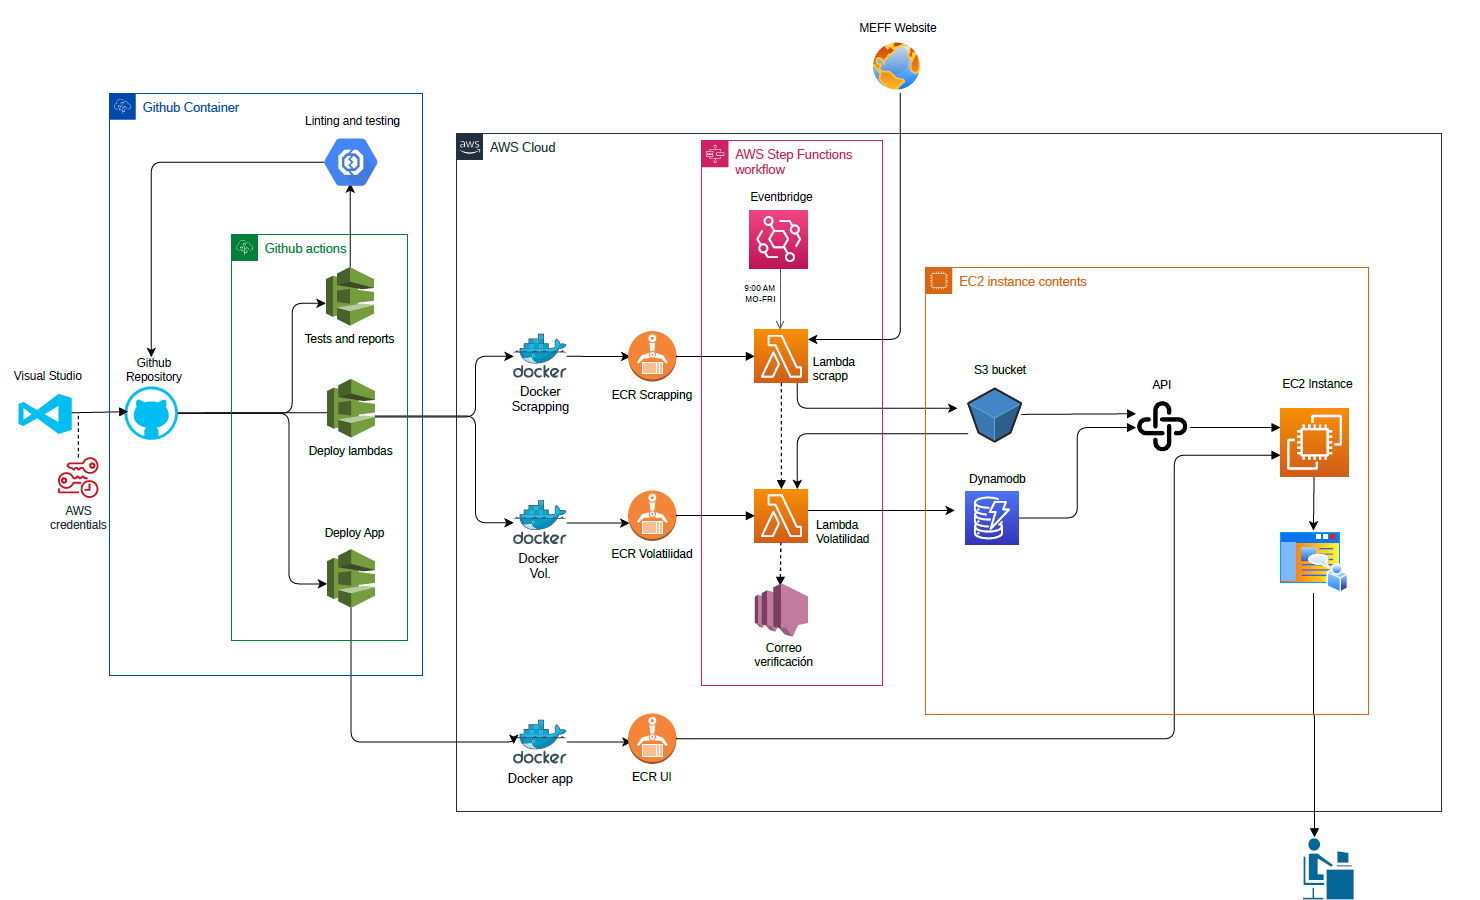 MEFF Website
Github Container
Linting and testing
aws
AWS Cloud
AWS Step Functions
workflow
Eventbridge
Github actions
9:00 AM
MO-FRI
EC2 instance contents
Tests and reports
Github
Repository
Visual Studio
docker
Docker
Scrapping
ECR Scrapping
Lambda
scrapp
S3 bucket
API
EC2 Instance
Deploy lambdas
AWS
credentials
Deploy App
docker
Docker
Vol.
ECR Volatilidad
Lambda
Volatilidad
Dynamodb
Correo
verificación
docker
Docker app
ECR UI